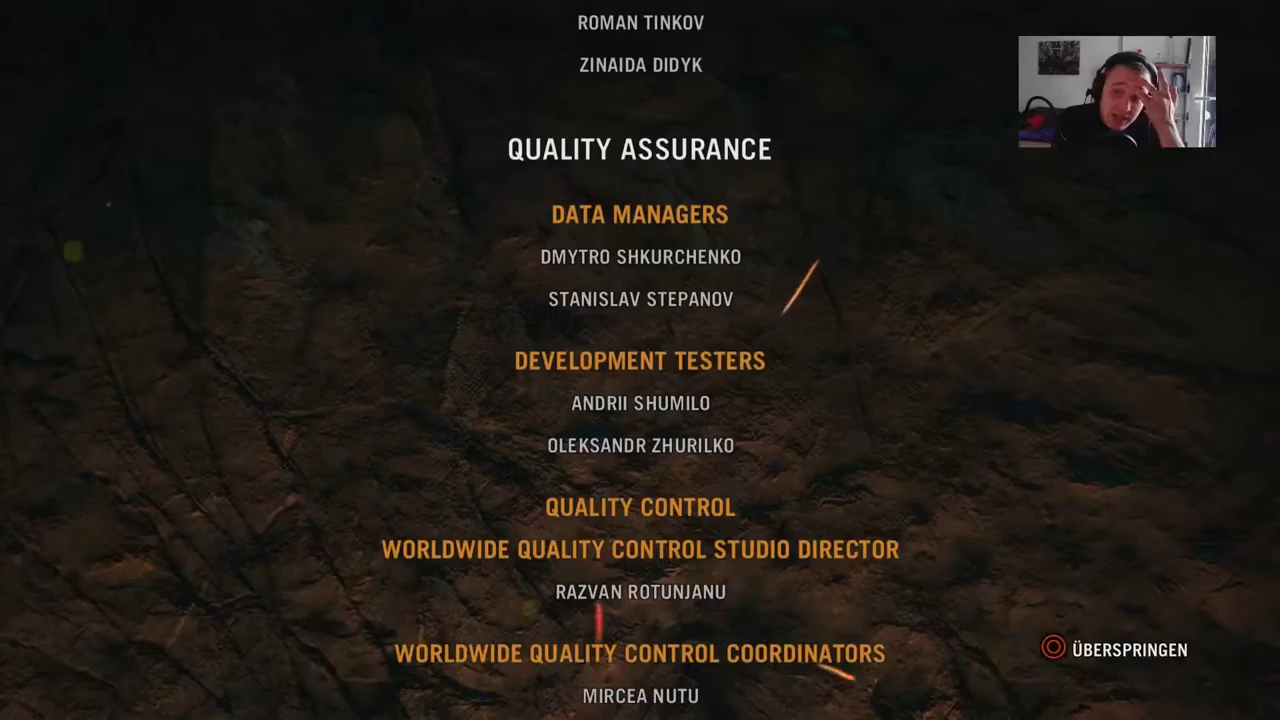 ROMAN TINKOV
ZINAIDA DIDYK
QUALITY ASSURANCE
DATA MANAGERS
DMYTRO SHKURCHENKO
STANISLAV STEPANOV
DEVELOPMENT TESTERS
ANDRII SHUMILO
OLEKSANDR ZHURILKO
QUALITY CONTROL
WORLDWIDE QUALITY CONTROL STUDIO DIRECTOR
RAZVAN ROTUNJANU
WORLDWIDE QUALITY CONTROL COORDINATORS
ÜBERSPRINGEN
MIRCEA NUTU